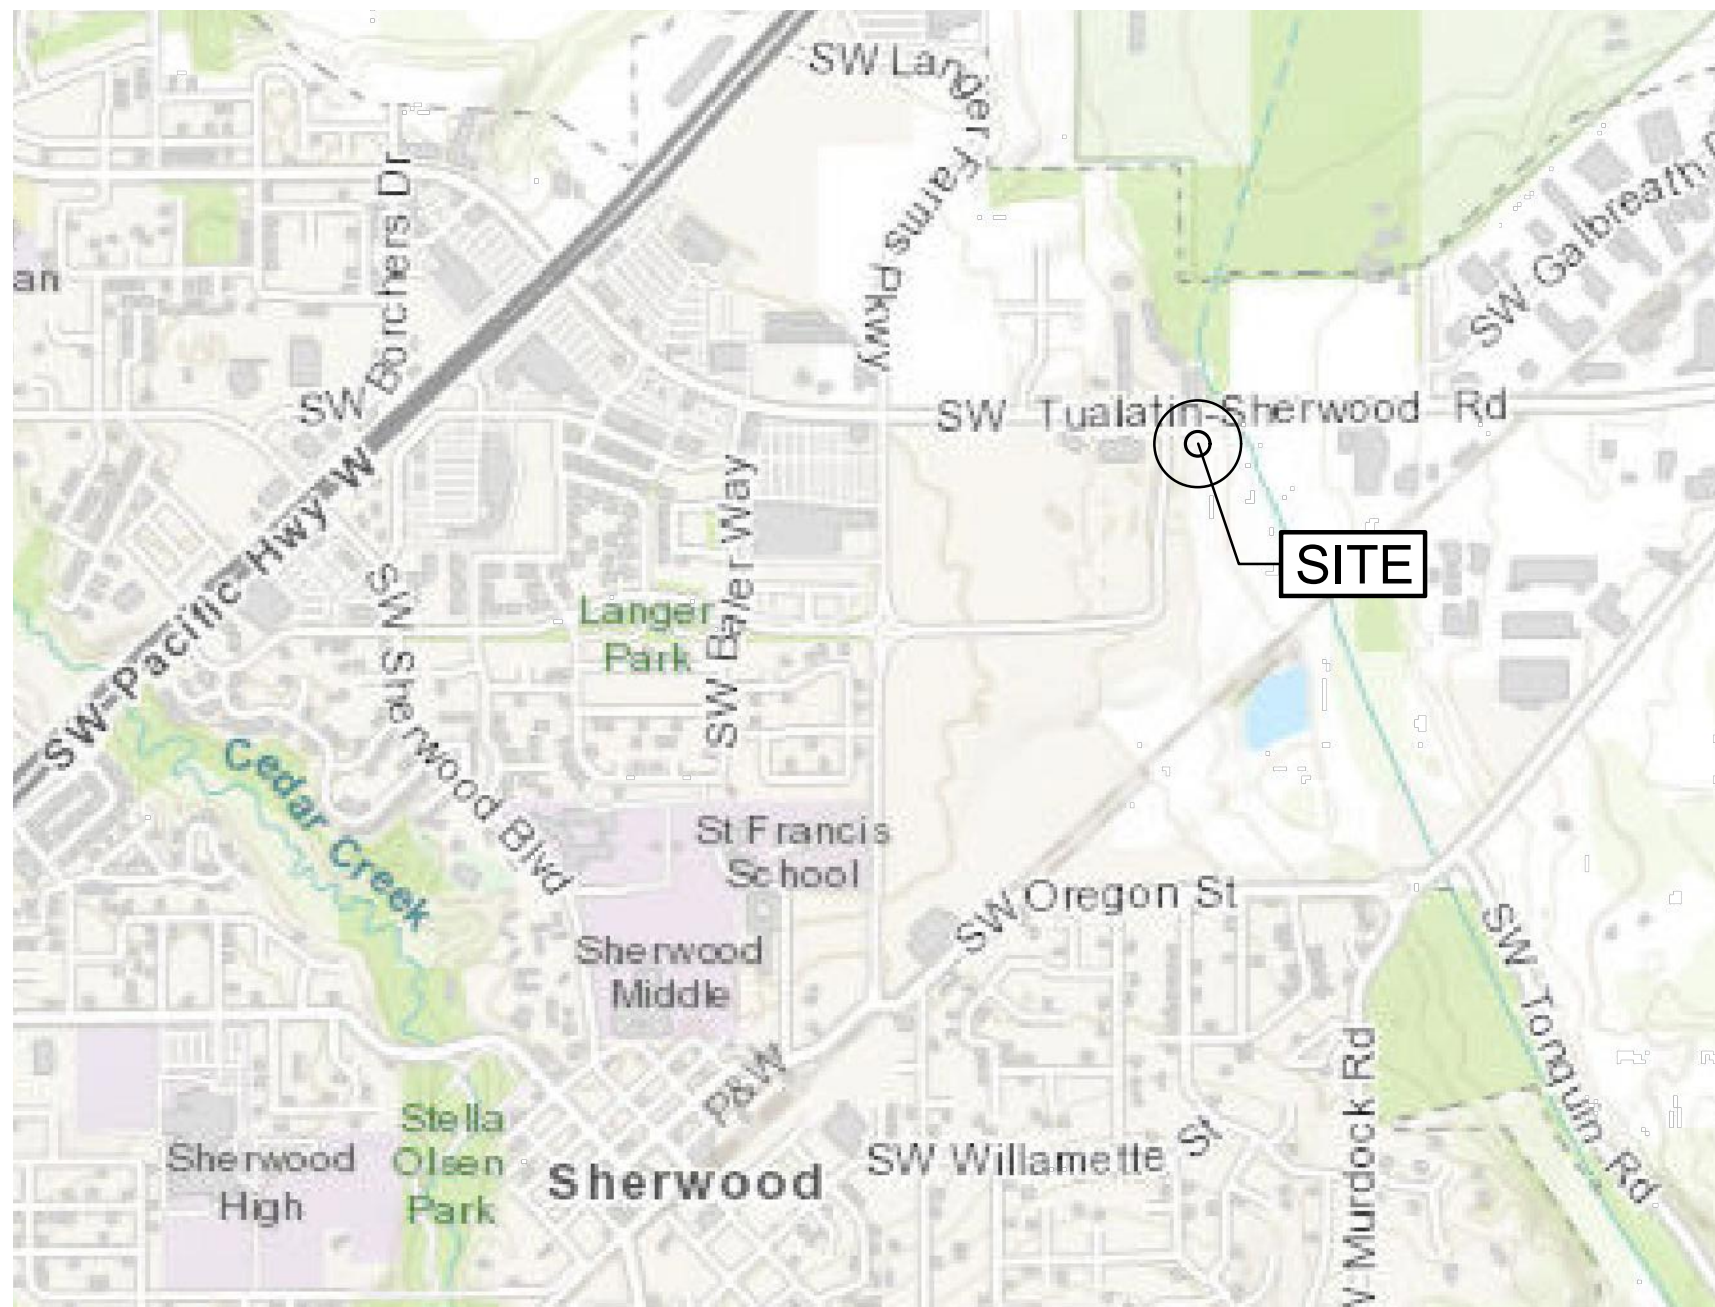 SW Langer Farms Pkwy
SW Borchers Dr
an
SW Galbreath
SW Tualatin-Sherwood Rd
SW Pacific Hwy W
SITE
SW Baler Way
Langer
Park
SW Sherwood Blvd
Cedar Creek
St Francis
School
SW Oregon St
Sherwood
Middle
SW Tonquin Rd
P&W
SW Murdock Rd
Stella
Olsen
Park
Sherwood
High
Sherwood
SW Willamette St